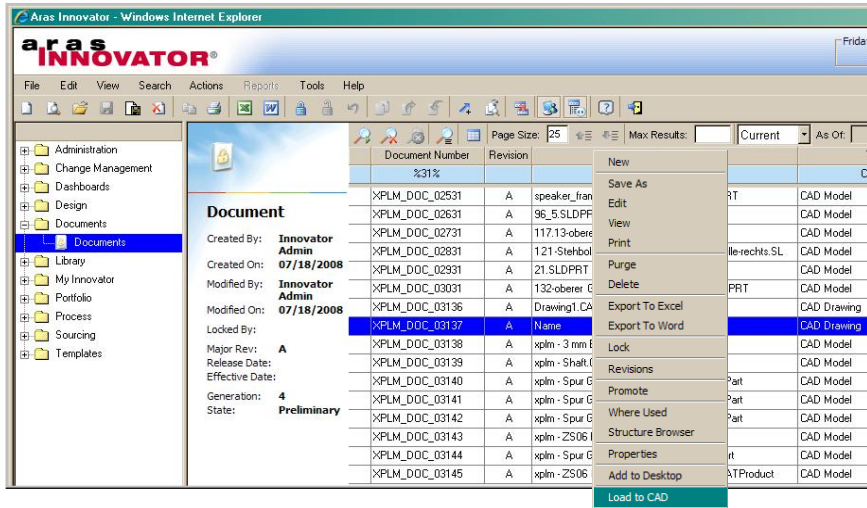 Aras Innovator - Windows Internet Explorer
aras
INNOVATOR®
Frida
File Edit View Search Actions Reports Tools Help
Page Size: 25 Max Results: Current As Of:
Administration
Change Management
Dashboards
Design
Documents
Documents
Library
My Innovator
Portfolio
Process
Sourcing
Templates
Document
Created By: Innovator
Admin
Created On: 07/18/2008
Modified By: Innovator
Admin
Modified On: 07/18/2008
Locked By:
Major Rev: A
Release Date:
Effective Date:
Generation: 4
State: Preliminary
Document Number Revision
%31%
XPLM_DOC_02531 A speaker_fran RT CAD Model
XPLM_DOC_02631 A 96_5.SLDPF CAD Model
XPLM_DOC_02731 A 117.13-obere CAD Model
XPLM_DOC_02831 A 121-Stehbol lle-rechts.SL CAD Model
XPLM_DOC_02931 A 21.SLDPRT CAD Model
XPLM_DOC_03031 A 132-oberer G PRT CAD Model
XPLM_DOC_03136 A Drawing1.CA CAD Drawing
XPLM_DOC_03137 A Name CAD Drawing
XPLM_DOC_03138 A xplm - 3 mm E CAD Model
XPLM_DOC_03139 A xplm - Shaft. CAD Model
XPLM_DOC_03140 A xplm - Spur G Part CAD Model
XPLM_DOC_03141 A xplm - Spur G Part CAD Model
XPLM_DOC_03142 A xplm - Spur G Part CAD Model
XPLM_DOC_03143 A xplm - ZS06 CAD Model
XPLM_DOC_03144 A xplm - Spur G rt CAD Model
XPLM_DOC_03145 A xplm - ZS06 ATProduct CAD Model
New
Save As
Edit
View
Print
Purge
Delete
Export To Excel
Export To Word
Lock
Revisions
Promote
Where Used
Structure Browser
Properties
Add to Desktop
Load to CAD